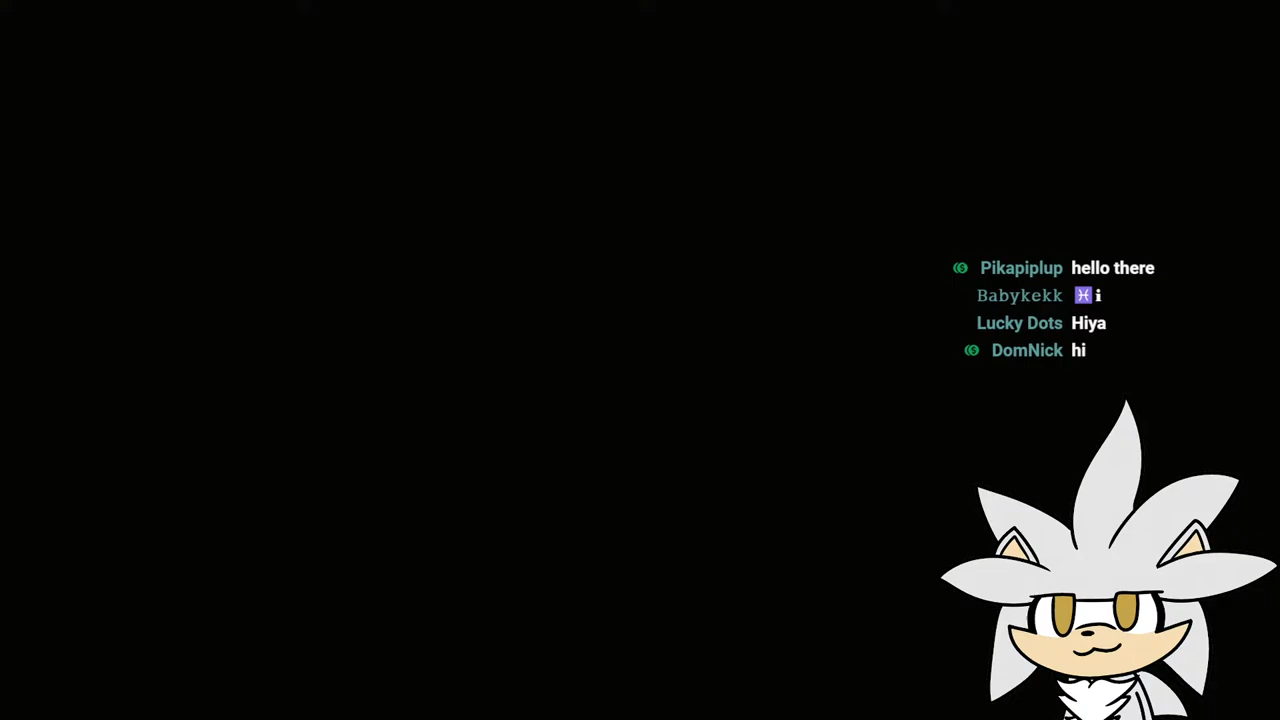 Pikapiplup hello there
Babykekk ♓i
Lucky Dots Hiya
DomNick hi